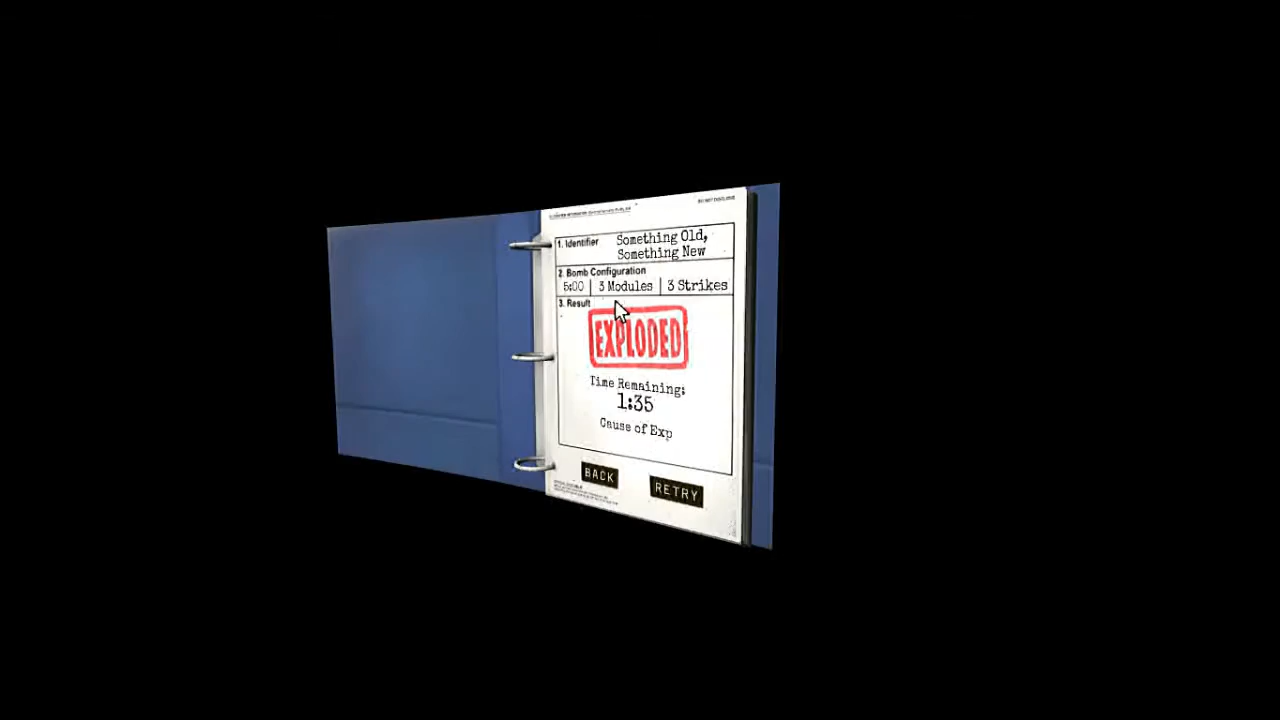 1. Identifier
Something Old,
Something New
2. Bomb Configuration
5:00 | 3 Modules | 3 Strikes
3. Result
EXPLODED
Time Remaining:
1:35
Cause of Exp
BACK
RETRY